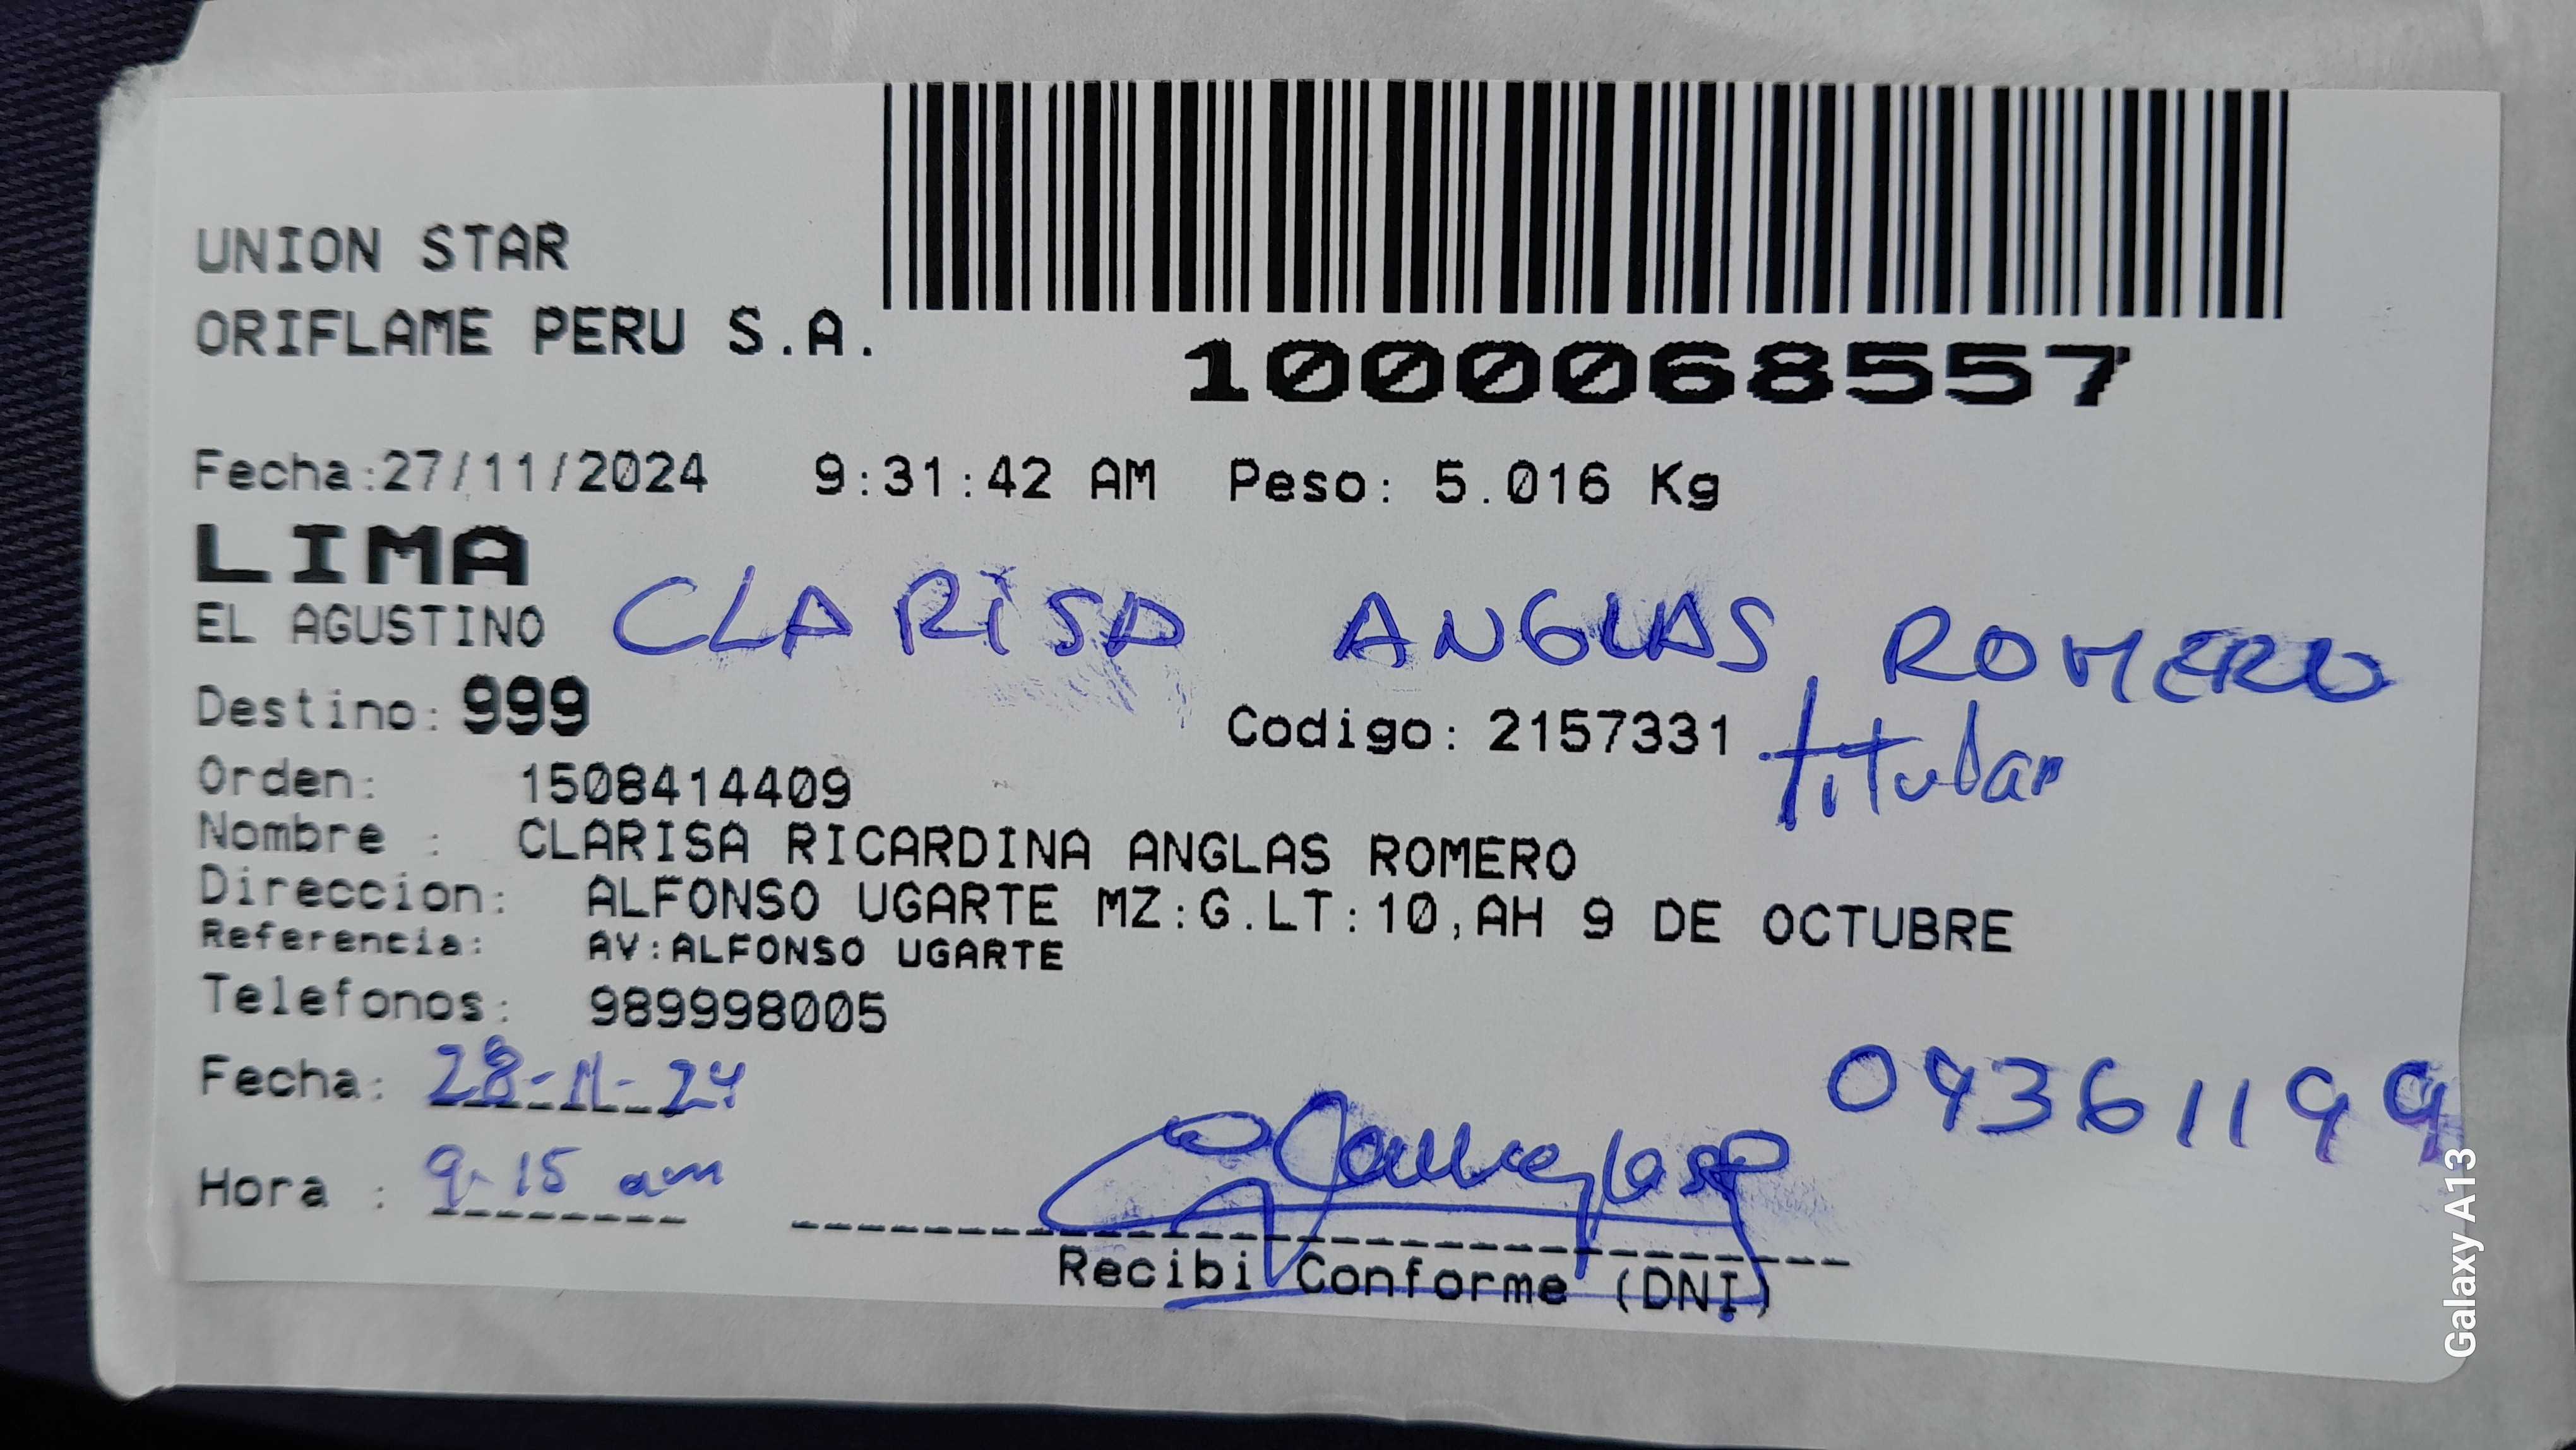 UNION STAR
ORIFLAME PERU S.A.
1000068557
Fecha:27/11/2024 9:31:42 AM Peso: 5.016 Kg
LIMA
EL AGUSTINO
CLARISA ANGLAS ROMERO
Destino: 999
Codigo: 2157331
titular
Orden: 1508414409
Nombre : CLARISA RICARDINA ANGLAS ROMERO
Direccion: ALFONSO UGARTE MZ:G.LT:10,AH 9 DE OCTUBRE
Referencia: AV:ALFONSO UGARTE
Telefonos: 989998005
Fecha: 28-11-24
09361199
Hora : 9:15 am
Recibi Conforme (DNI)
Galaxy A13